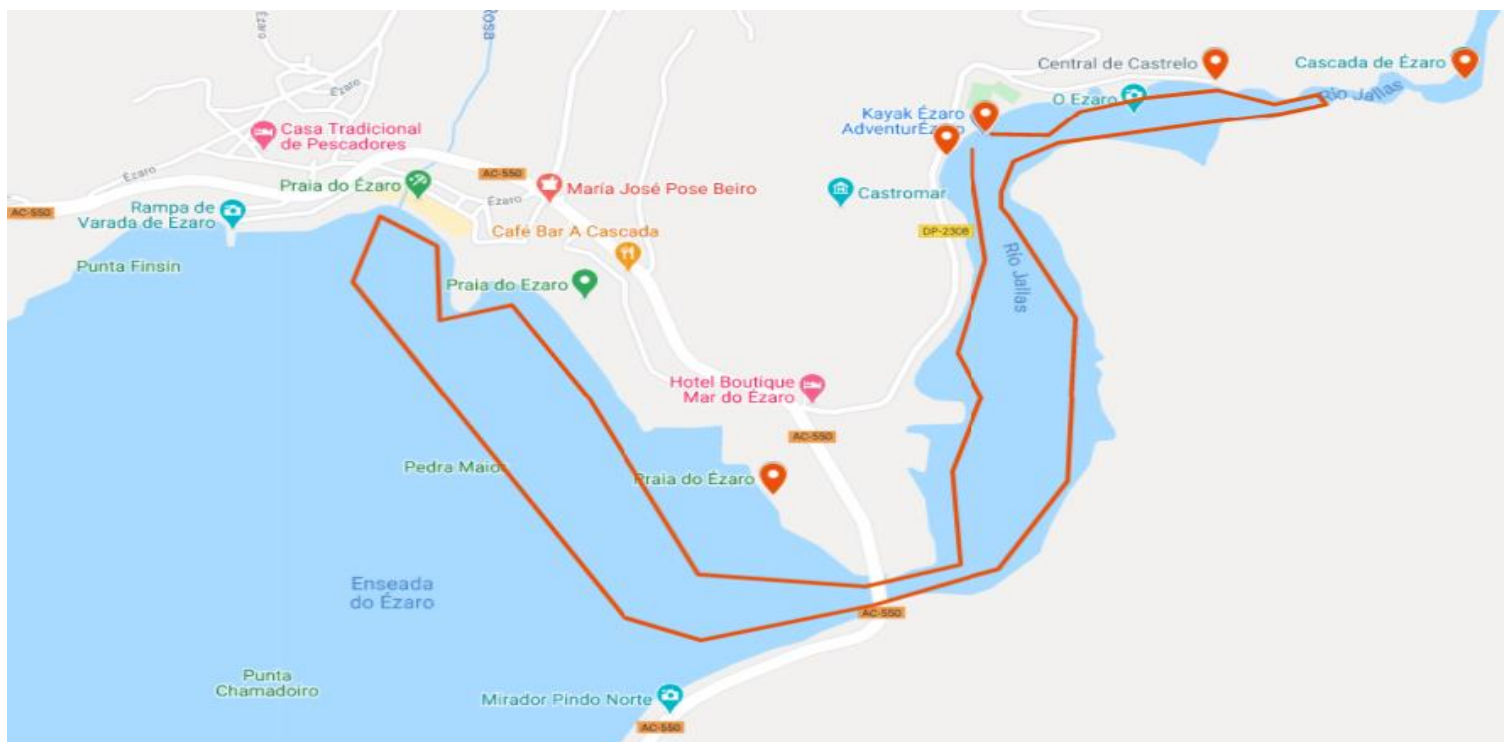 Ézaro
Rosa
Ézaro
Casa Tradicional
de Pescadores
Ézaro
AC-550
Praia do Ézaro
Ézaro
María José Pose Beiro
AC-550
Rampa de
Varada de Ezaro
Punta Finsín
Café Bar A Cascada
Praia do Ezaro
Central de Castrelo
Cascada de Ézaro
O Ezaro
Río Jallas
Kayak Ézaro
AdventurÉzaro
Castromar
DP-2308
Río Jallas
Hotel Boutique
Mar do Ézaro
AC-550
Pedra Maior
Praia do Ézaro
Enseada
do Ézaro
AC-550
Punta
Chamadoiro
Mirador Pindo Norte
AC-550